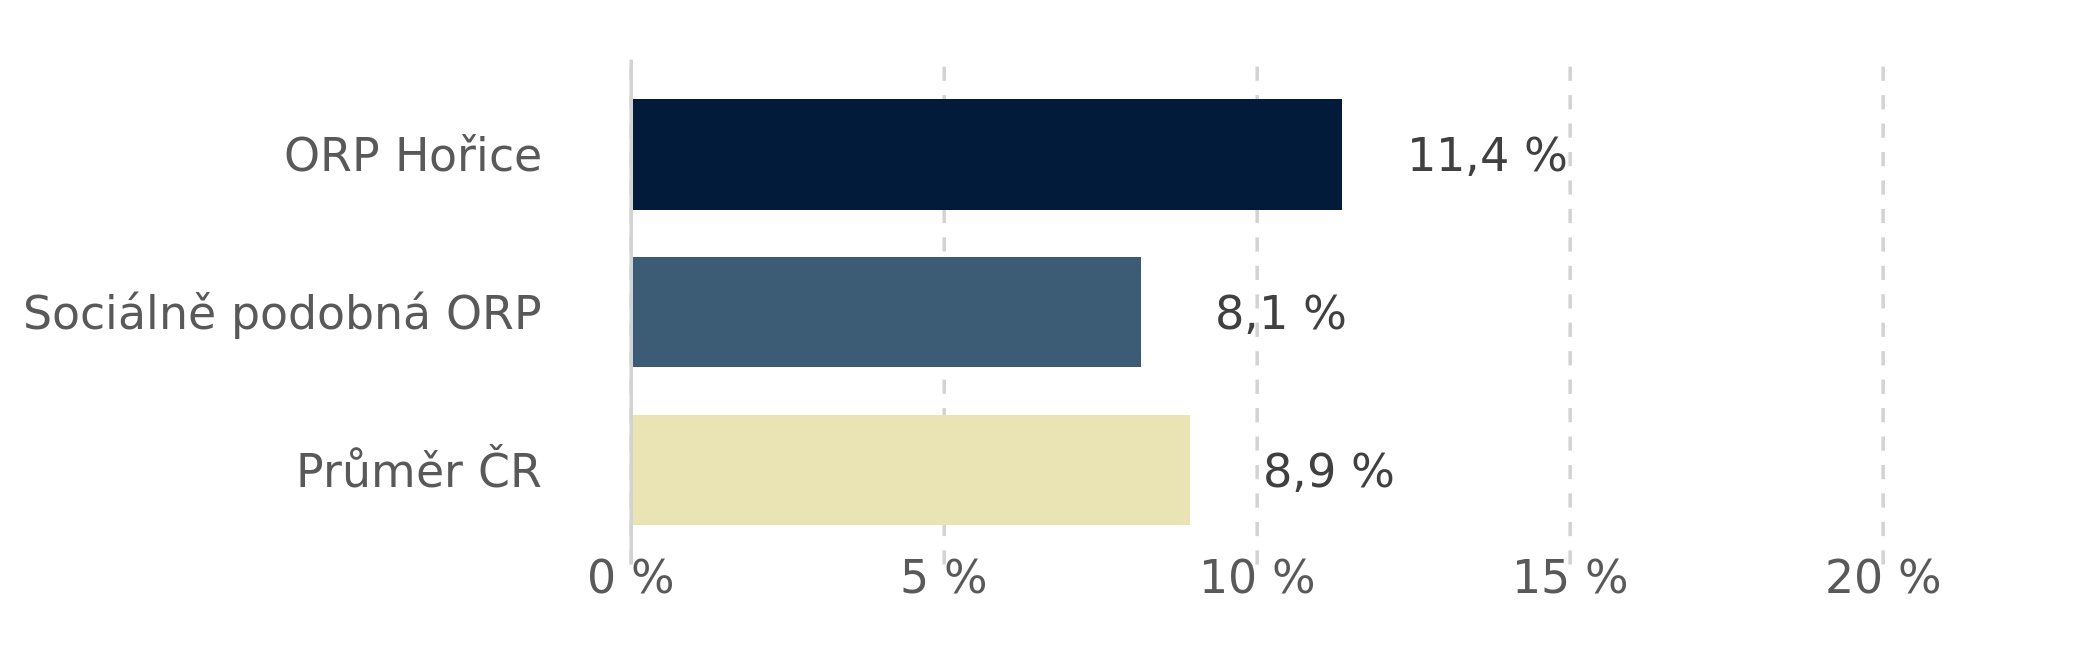 ORP Hořice 11,4 %
Sociálně podobná ORP 8,1 %
Průměr ČR 8,9 %
0 % 5 % 10 % 15 % 20 %